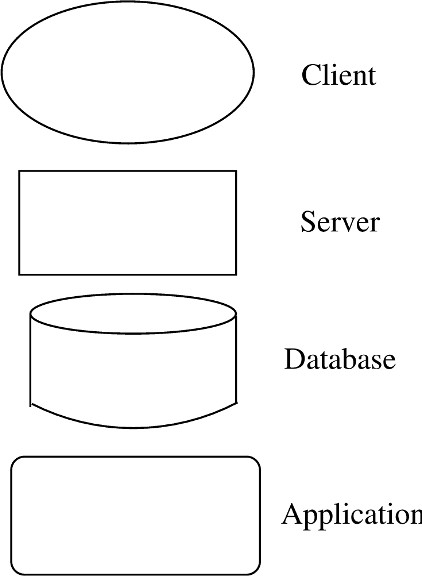 Client
Server
Database
Application